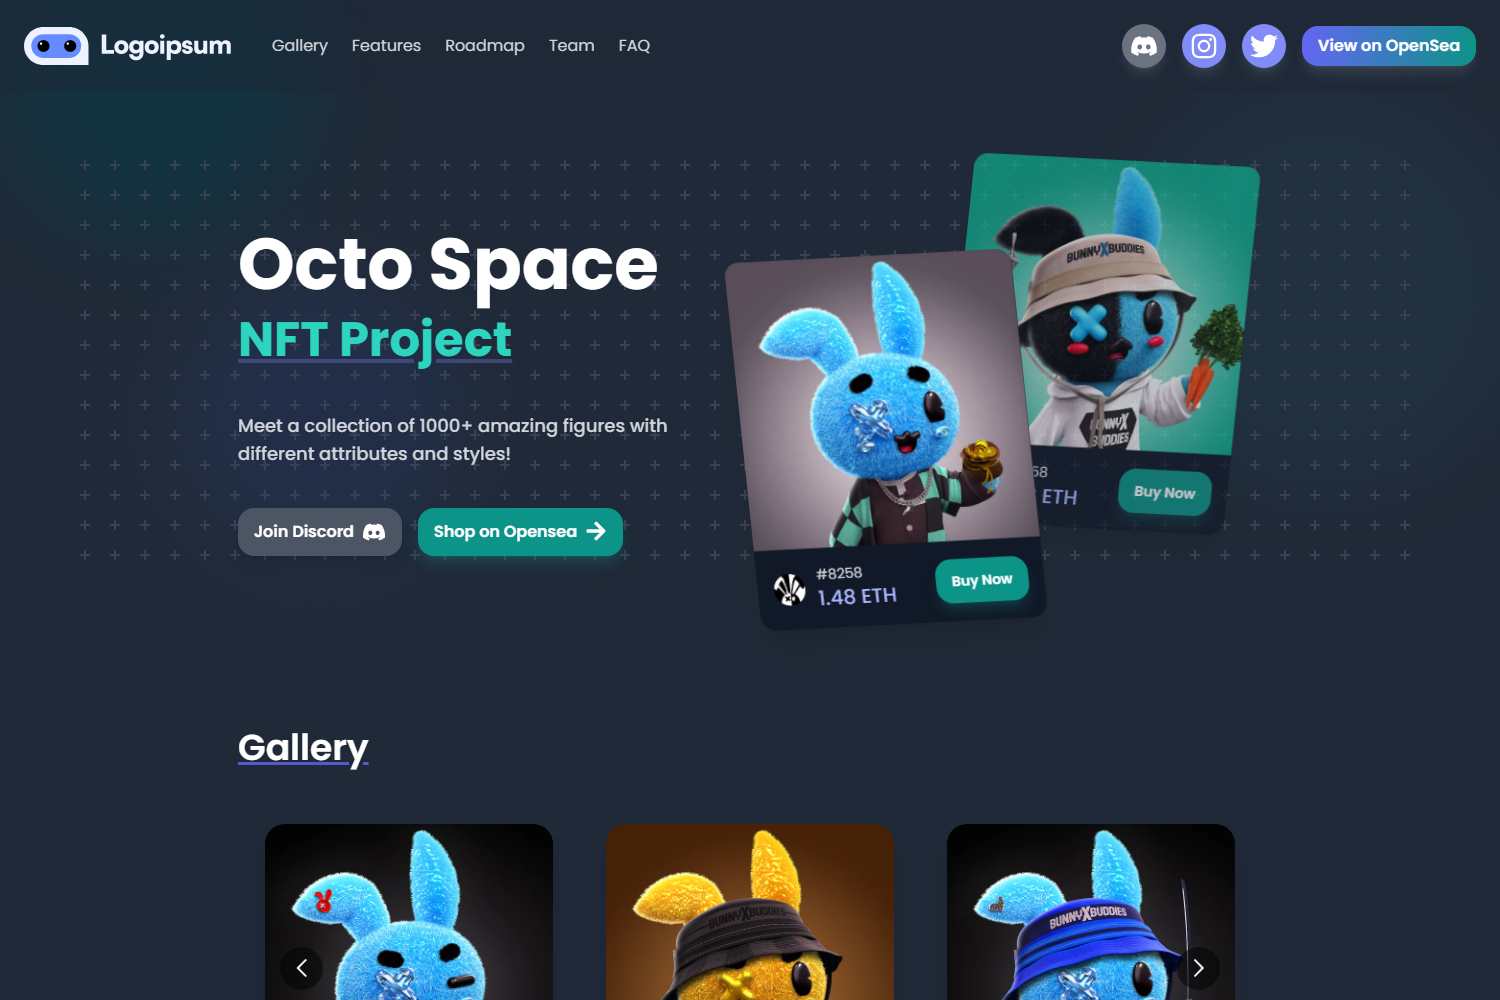 Logoipsum
Gallery
Features
Roadmap
Team
FAQ
View on OpenSea
Octo Space
NFT Project
Meet a collection of 1000+ amazing figures with
different attributes and styles!
Join Discord
Shop on Opensea
BUNNYXBUDDIES
BUNNYX
BUDDIES
58
ETH
Buy Now
#8258
1.48 ETH
Buy Now
Gallery
BUNNYXBUDDIES
BUNNYXBUDDIES